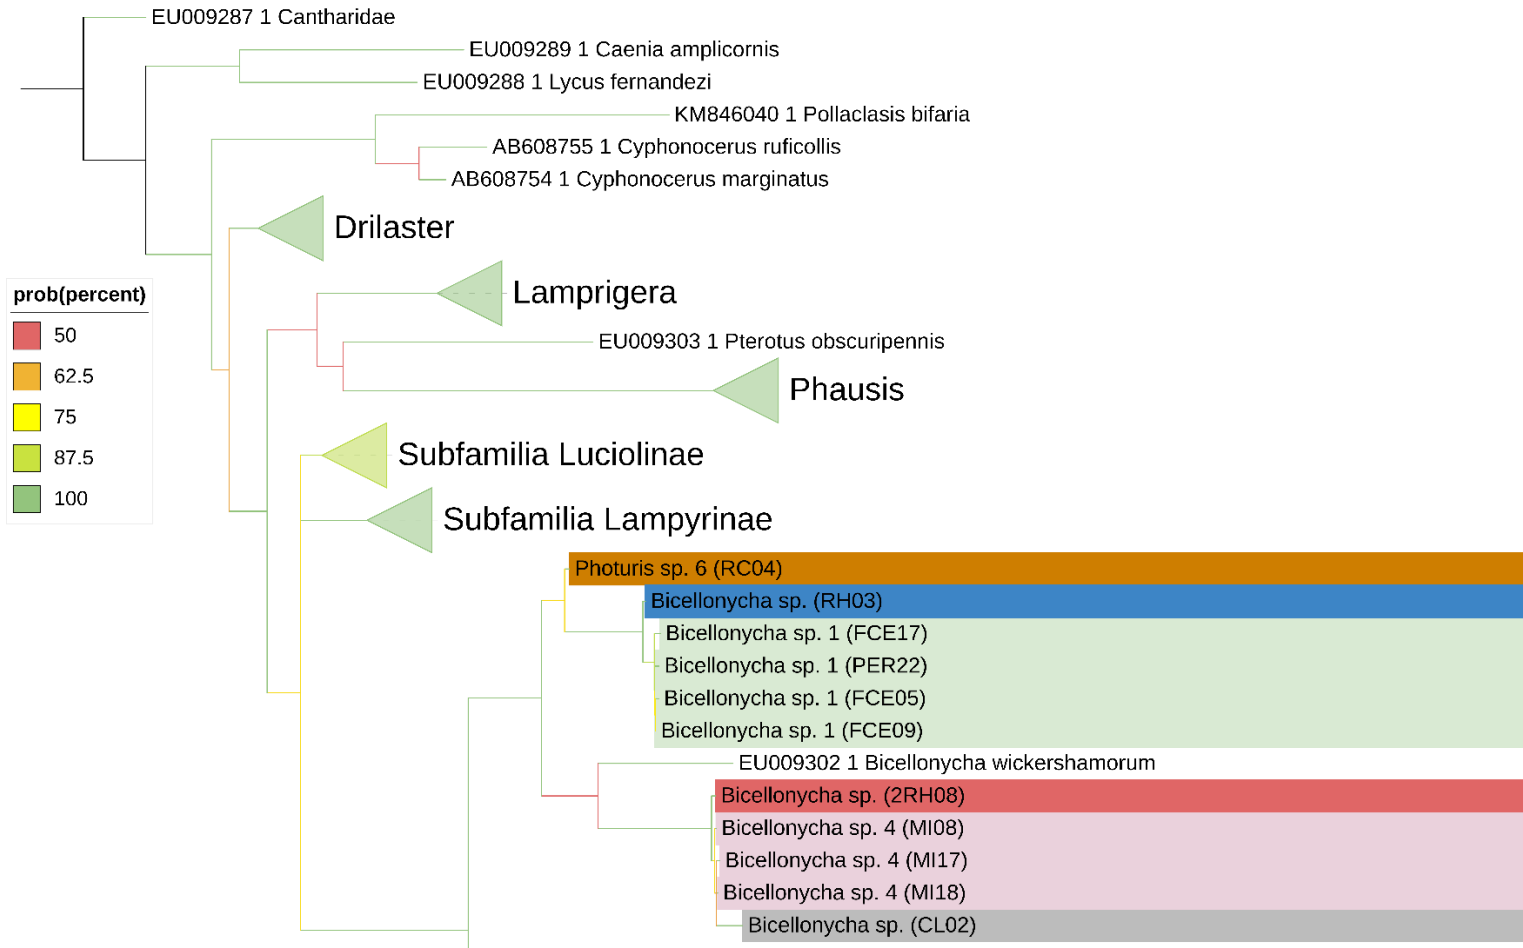 EU009287 1 Cantharidae
EU009289 1 Caenia amplicornis
EU009288 1 Lycus fernandezi
KM846040 1 Pollaclasis bifaria
AB608755 1 Cyphonocerus ruficollis
AB608754 1 Cyphonocerus marginatus
Drilaster
Lamprigera
EU009303 1 Pterotus obscuripennis
Phausis
Subfamilia Luciolinae
Subfamilia Lampyrinae
prob(percent)
50
62.5
75
87.5
100
Photuris sp. 6 (RC04)
Bicellonycha sp. (RH03)
Bicellonycha sp. 1 (FCE17)
Bicellonycha sp. 1 (PER22)
Bicellonycha sp. 1 (FCE05)
Bicellonycha sp. 1 (FCE09)
EU009302 1 Bicellonycha wickershamorum
Bicellonycha sp. (2RH08)
Bicellonycha sp. 4 (MI08)
Bicellonycha sp. 4 (MI17)
Bicellonycha sp. 4 (MI18)
Bicellonycha sp. (CL02)